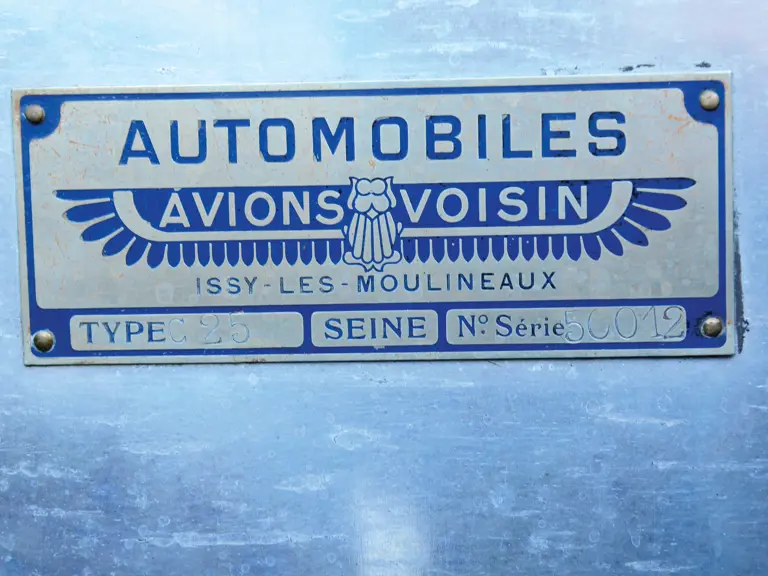 AUTOMOBILES
AVIONS VOISIN
ISSY-LES-MOULINEAUX
TYPE C 25 SEINE No. Série 50012